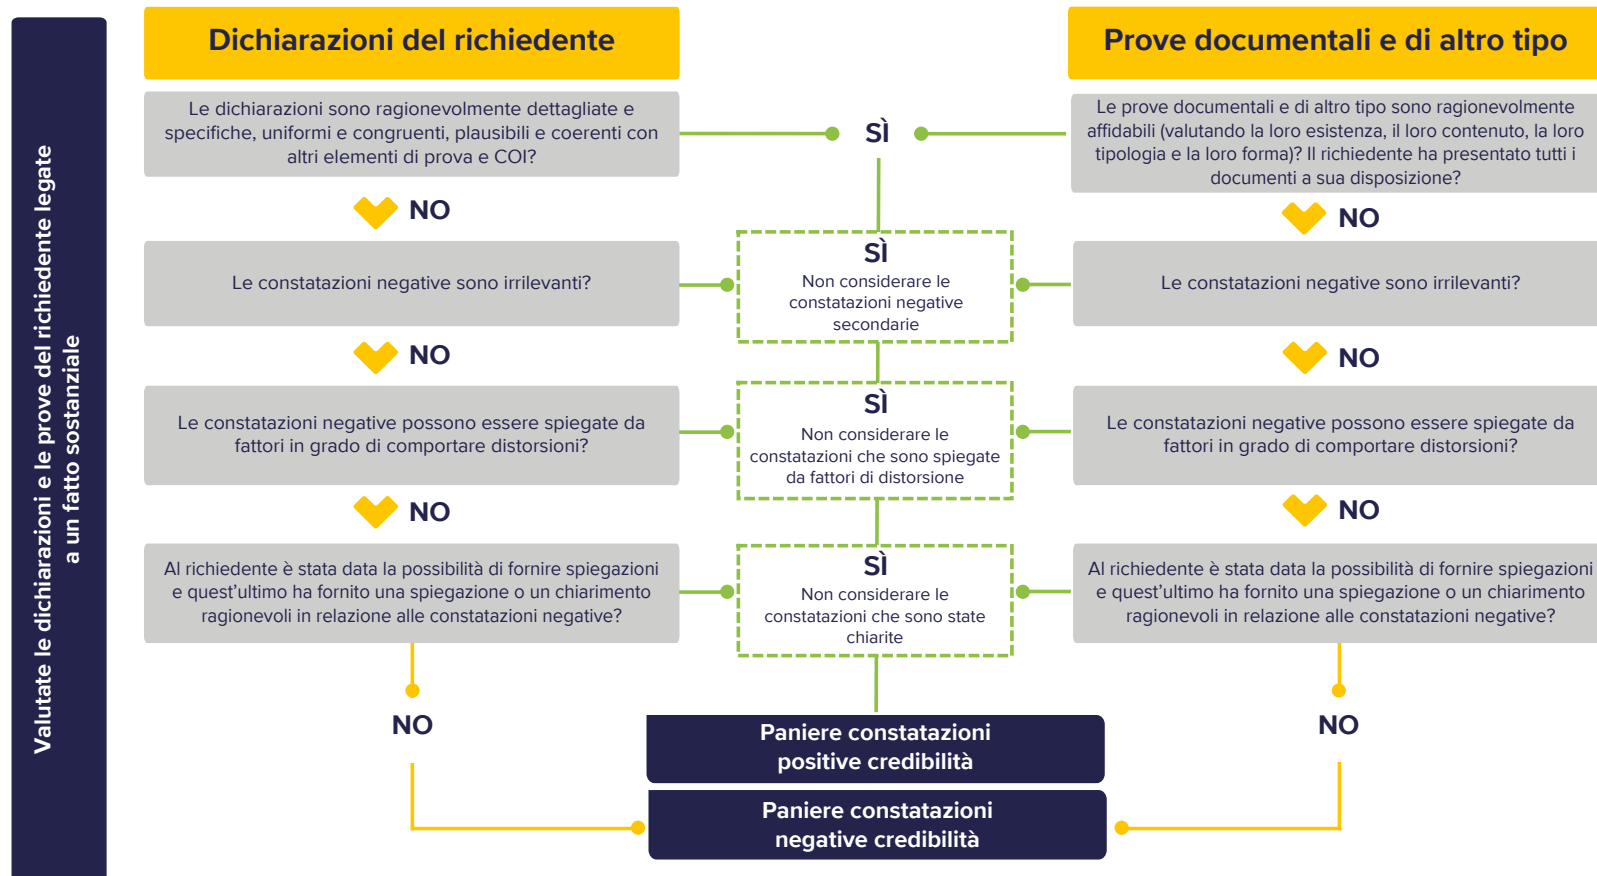 Valutate le dichiarazioni e le prove del richiedente legate
a un fatto sostanziale
Dichiarazioni del richiedente
Le dichiarazioni sono ragionevolmente dettagliate e
specifiche, uniformi e congruenti, plausibili e coerenti con
altri elementi di prova e COI?
NO
Le constatazioni negative sono irrilevanti?
NO
Le constatazioni negative possono essere spiegate da
fattori in grado di comportare distorsioni?
NO
Al richiedente è stata data la possibilità di fornire spiegazioni
e quest'ultimo ha fornito una spiegazione o un chiarimento
ragionevoli in relazione alle constatazioni negative?
NO
SÌ
SÌ
Non considerare le
constatazioni negative
secondarie
SÌ
Non considerare le
constatazioni che sono spiegate
da fattori di distorsione
SÌ
Non considerare le
constatazioni che sono state
chiarite
Paniere constatazioni
positive credibilità
Paniere constatazioni
negative credibilità
Prove documentali e di altro tipo
Le prove documentali e di altro tipo sono ragionevolmente
affidabili (valutando la loro esistenza, il loro contenuto, la loro
tipologia e la loro forma)? Il richiedente ha presentato tutti i
documenti a sua disposizione?
NO
Le constatazioni negative sono irrilevanti?
NO
Le constatazioni negative possono essere spiegate da
fattori in grado di comportare distorsioni?
NO
Al richiedente è stata data la possibilità di fornire spiegazioni
e quest'ultimo ha fornito una spiegazione o un chiarimento
ragionevoli in relazione alle constatazioni negative?
NO